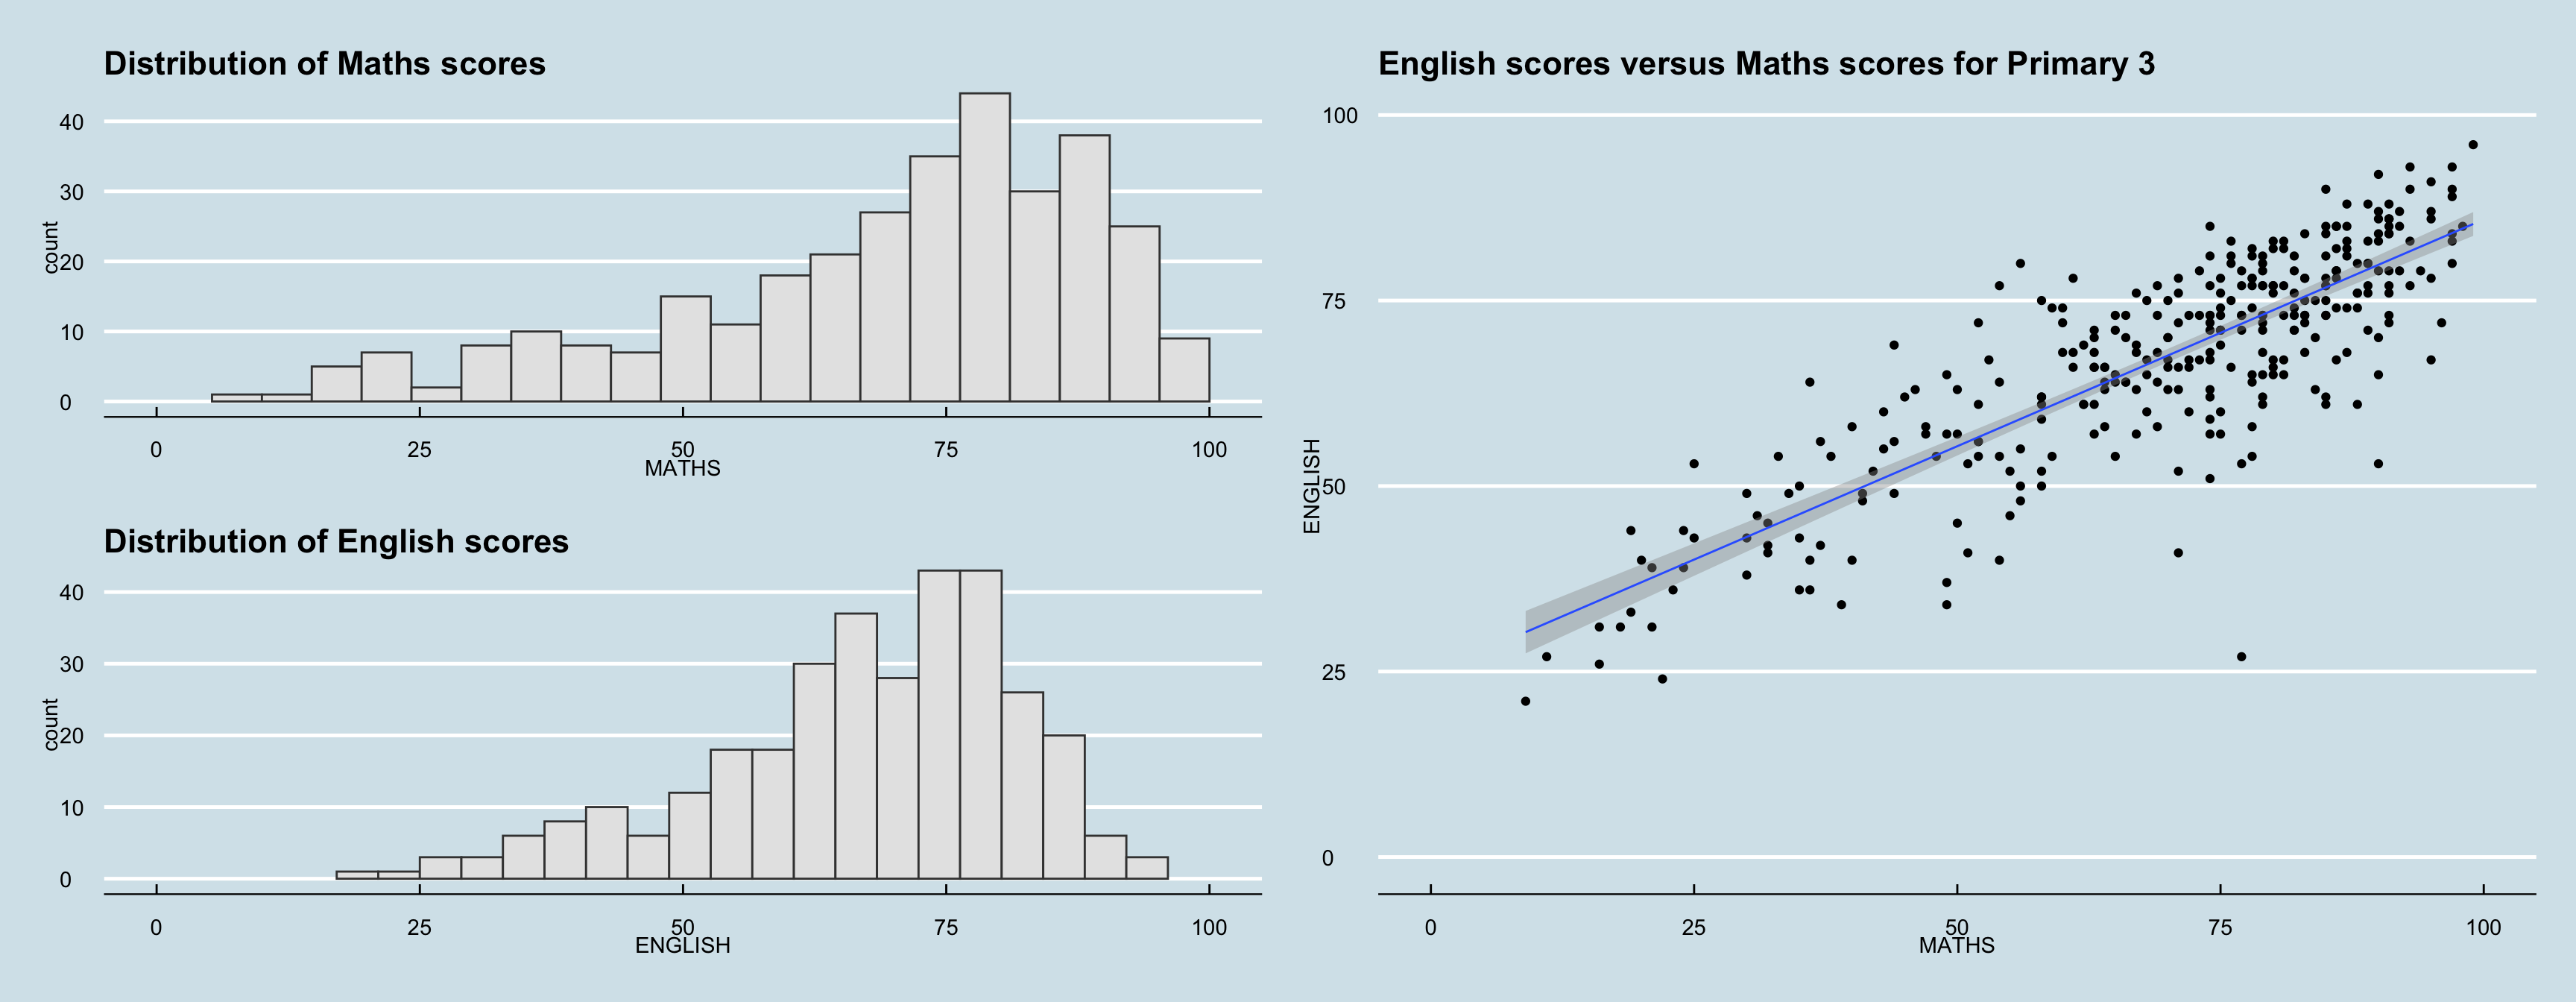 Distribution of Maths scores
40
30
20
10
0
count
0 25 50 75 100
MATHS
Distribution of English scores
40
30
20
10
0
count
0 25 50 75 100
ENGLISH
English scores versus Maths scores for Primary 3
100
75
50
25
0
ENGLISH
0 25 50 75 100
MATHS